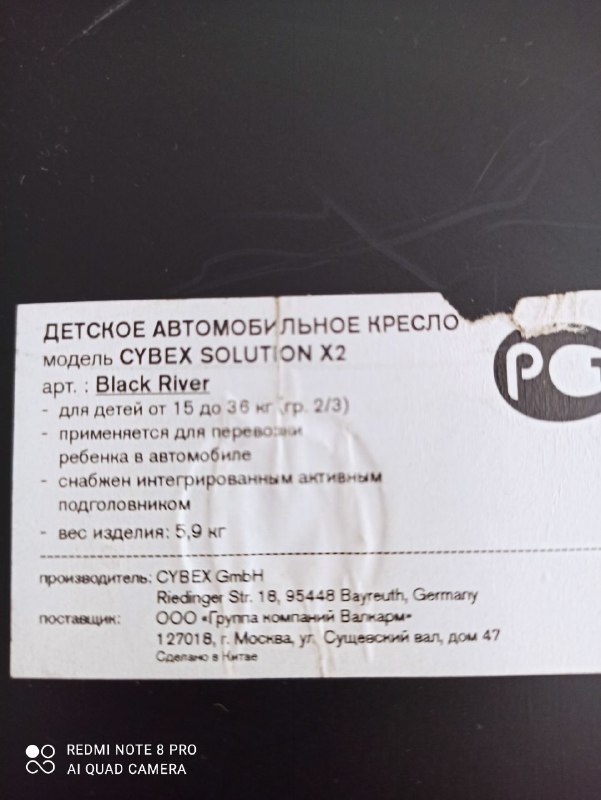 ДЕТСКОЕ АВТОМОБИЛЬНОЕ КРЕСЛО
модель CYBEX SOLUTION X2
арт. : Black River
- для детей от 15 до 36 кг (гр. 2/3)
- применяется для перевозки
ребенка в автомобиле
- снабжен интегрированным активным
подголовником
- вес изделия: 5,9 кг
производитель: CYBEX GmbH
Riedinger Str. 18, 95448 Bayreuth, Germany
поставщик: ООО «Группа компаний Валкарм»
127018, г. Москва, ул. Сущевский вал, дом 47
Сделано в Китае
РС
REDMI NOTE 8 PRO
AI QUAD CAMERA